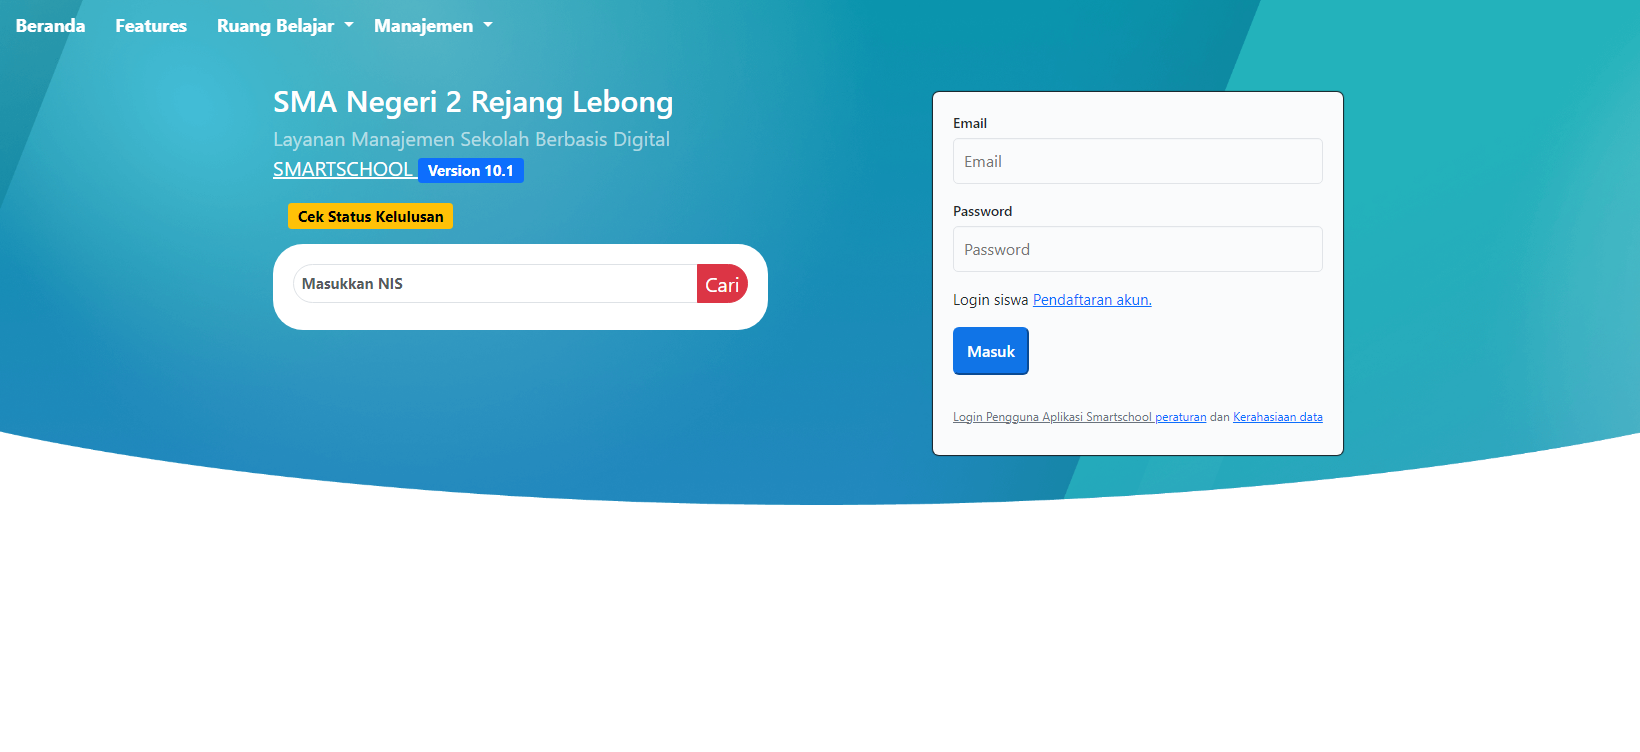 Beranda Features Ruang Belajar Manajemen
SMA Negeri 2 Rejang Lebong
Layanan Manajemen Sekolah Berbasis Digital
SMARTSCHOOL Version 10.1
Cek Status Kelulusan
Masukkan NIS Cari
Email
Email
Password
Password
Login siswa Pendaftaran akun.
Masuk
Login Pengguna Aplikasi Smartschool peraturan dan Kerahasiaan data